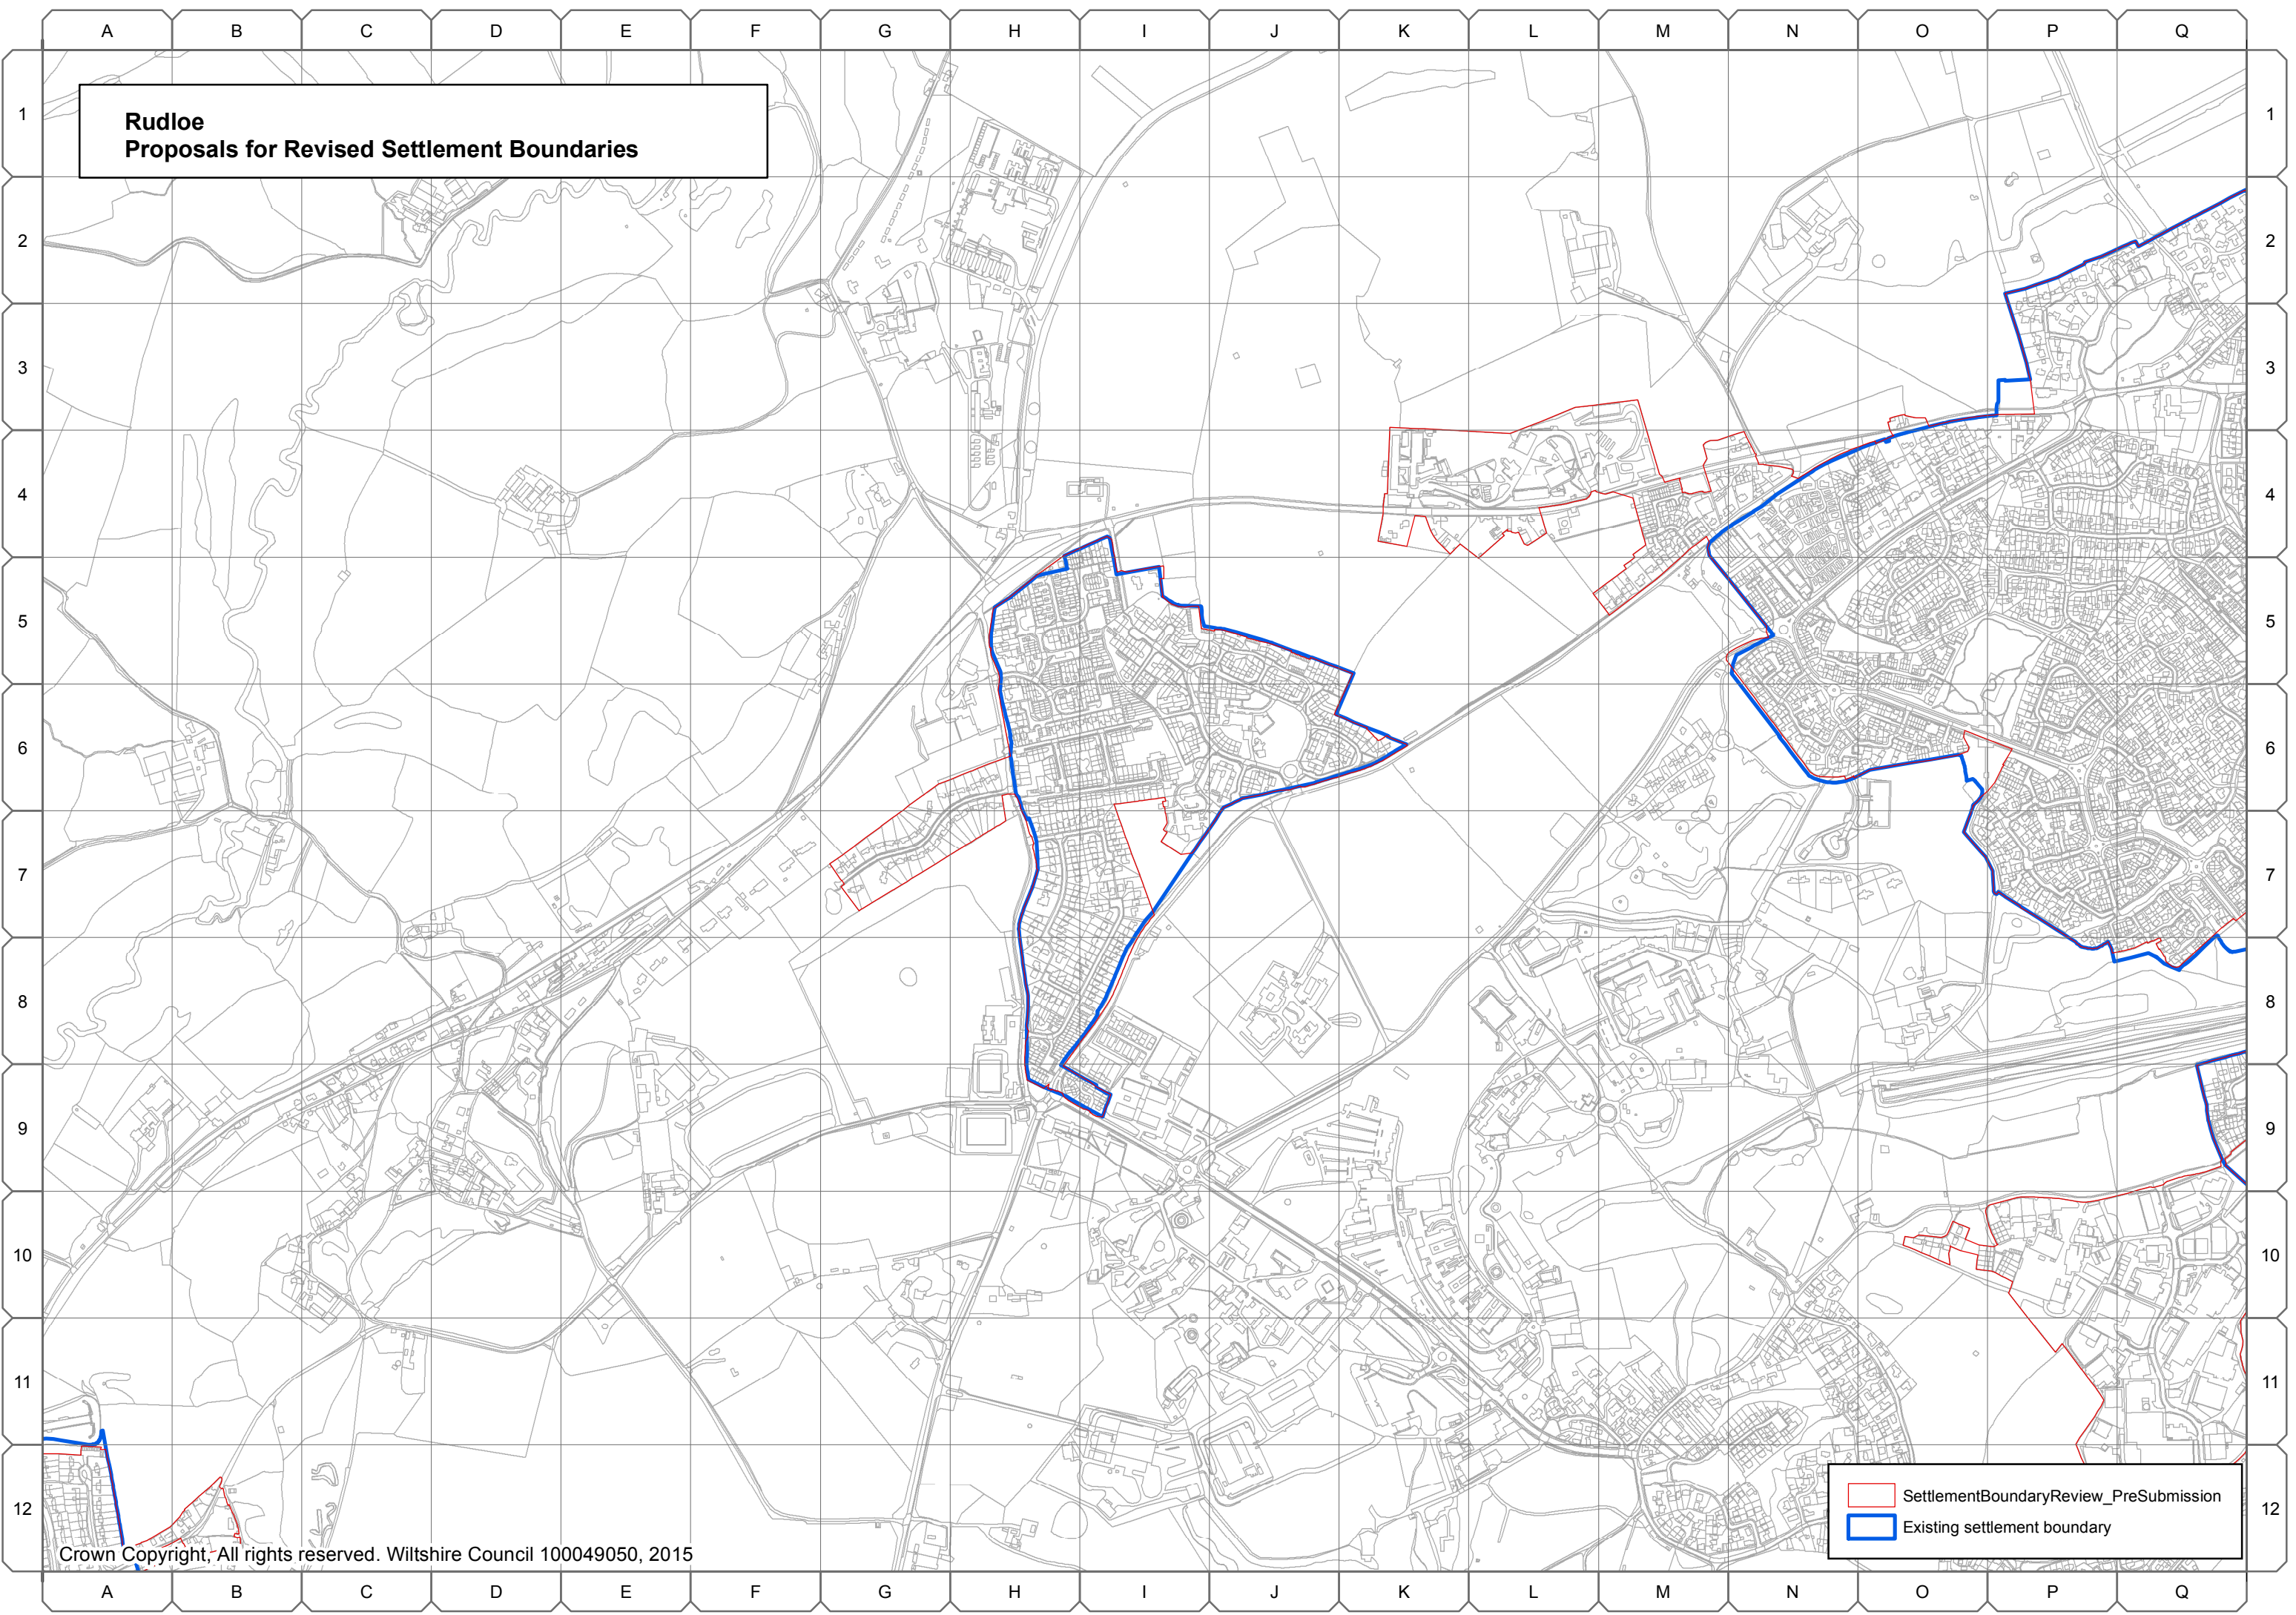 A B C D E F G H I J K L M N O P Q
Rudloe
Proposals for Revised Settlement Boundaries
1 1
2 2
3 3
4 4
5 5
6 6
7 7
8 8
9 9
10 10
11 11
12 12
SettlementBoundaryReview_PreSubmission
Existing settlement boundary
Crown Copyright, All rights reserved. Wiltshire Council 100049050, 2015
A B C D E F G H I J K L M N O P Q